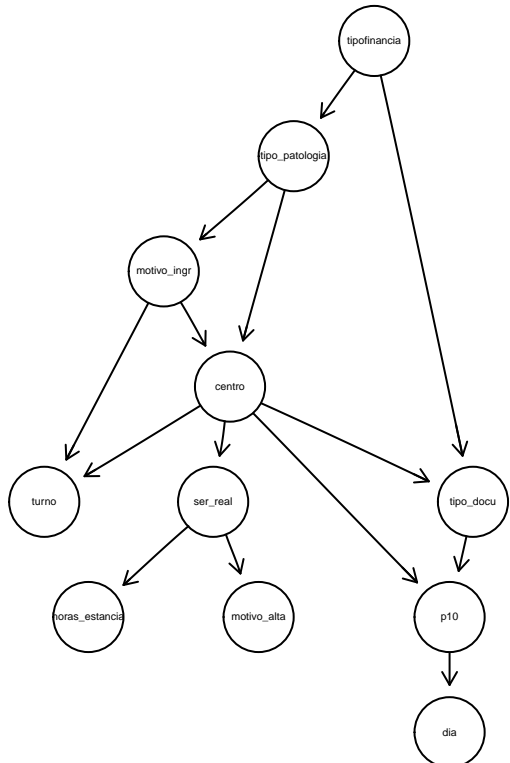 tipofinancia
tipo_patologia
motivo_ingr
centro
turno
ser_real
tipo_docu
horas_estancia
motivo_alta
p10
dia